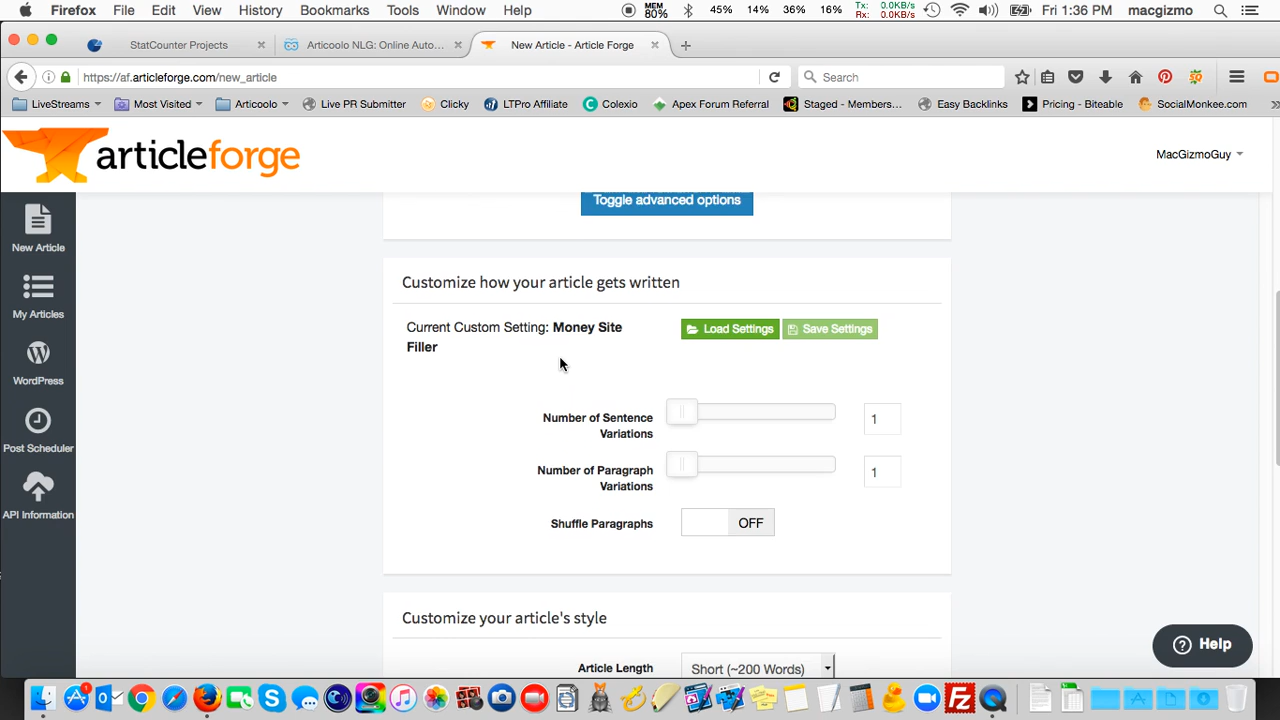 Firefox File Edit View History Bookmarks Tools Window Help MEM 80% 45% 14% 36% 16% Tx: 0.0KB/s Rx: 0.0KB/s Fri 1:36 PM macgizmo
StatCounter Projects Articoolo NLG: Online Auto... New Article - Article Forge
https://af.articleforge.com/new_article Search
LiveStreams Most Visited Articoolo Live PR Submitter Clicky LTPro Affiliate Colexio Apex Forum Referral Staged - Members... Easy Backlinks Pricing - Biteable SocialMonkee.com
articleforge MacGizmoGuy
Toggle advanced options
New Article
My Articles
WordPress
Post Scheduler
API Information
Customize how your article gets written
Current Custom Setting: Money Site
Filler
Load Settings Save Settings
Number of Sentence
Variations 1
Number of Paragraph
Variations 1
Shuffle Paragraphs OFF
Customize your article's style
Article Length Short (~200 Words)
Help